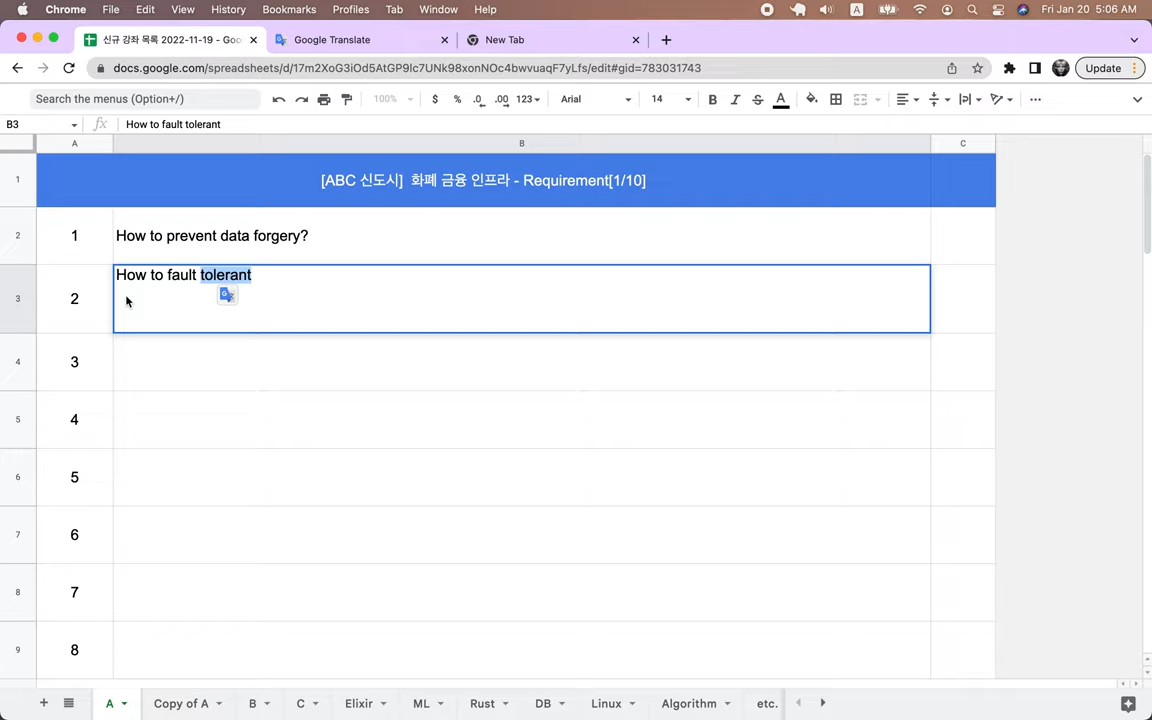 Chrome File Edit View History Bookmarks Profiles Tab Window Help A Fri Jan 20 5:06 AM
신규 강좌 목록 2022-11-19 - Goo Google Translate New Tab
docs.google.com/spreadsheets/d/17m2XoG3iOd5AtGP9Ic7UNk98xonNOc4bwvuaqF7yLfs/edit#gid=783031743 Update
Search the menus (Option+/) 100% $ % .0 .00 123 Arial 14 B I S A
B3 fx How to fault tolerant
A B C
1 [ABC 신도시] 화폐 금융 인프라 - Requirement[1/10]
2 1 How to prevent data forgery?
3 2 How to fault tolerant
4 3
5 4
6 5
7 6
8 7
9 8
A Copy of A B C Elixir ML Rust DB Linux Algorithm etc.